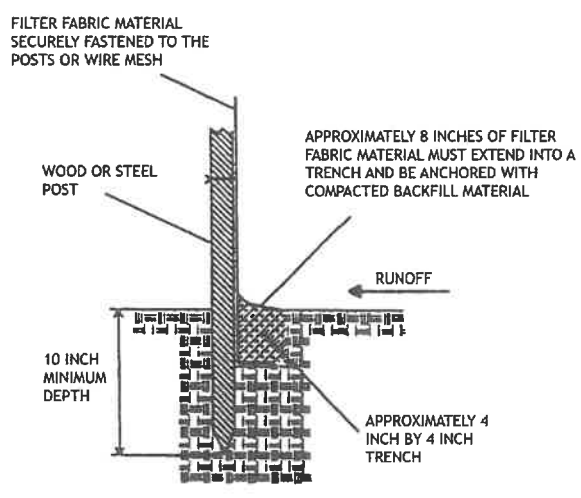 FILTER FABRIC MATERIAL
SECURELY FASTENED TO THE
POSTS OR WIRE MESH
APPROXIMATELY 8 INCHES OF FILTER
FABRIC MATERIAL MUST EXTEND INTO A
TRENCH AND BE ANCHORED WITH
COMPACTED BACKFILL MATERIAL
WOOD OR STEEL
POST
RUNOFF
10 INCH
MINIMUM
DEPTH
APPROXIMATELY 4
INCH BY 4 INCH
TRENCH